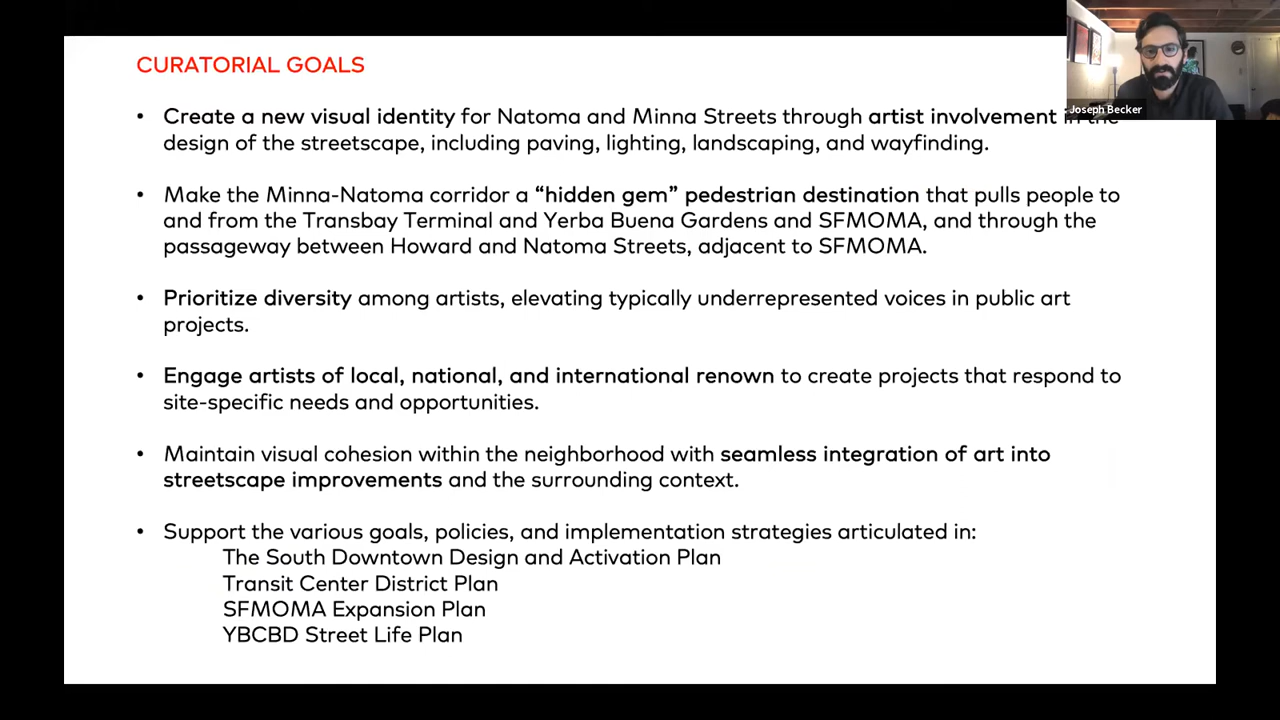 CURATORIAL GOALS
Joseph Becker
• Create a new visual identity for Natoma and Minna Streets through artist involvement in the
design of the streetscape, including paving, lighting, landscaping, and wayfinding.
• Make the Minna-Natoma corridor a “hidden gem” pedestrian destination that pulls people to
and from the Transbay Terminal and Yerba Buena Gardens and SFMOMA, and through the
passageway between Howard and Natoma Streets, adjacent to SFMOMA.
• Prioritize diversity among artists, elevating typically underrepresented voices in public art
projects.
• Engage artists of local, national, and international renown to create projects that respond to
site-specific needs and opportunities.
• Maintain visual cohesion within the neighborhood with seamless integration of art into
streetscape improvements and the surrounding context.
• Support the various goals, policies, and implementation strategies articulated in:
The South Downtown Design and Activation Plan
Transit Center District Plan
SFMOMA Expansion Plan
YBCBD Street Life Plan